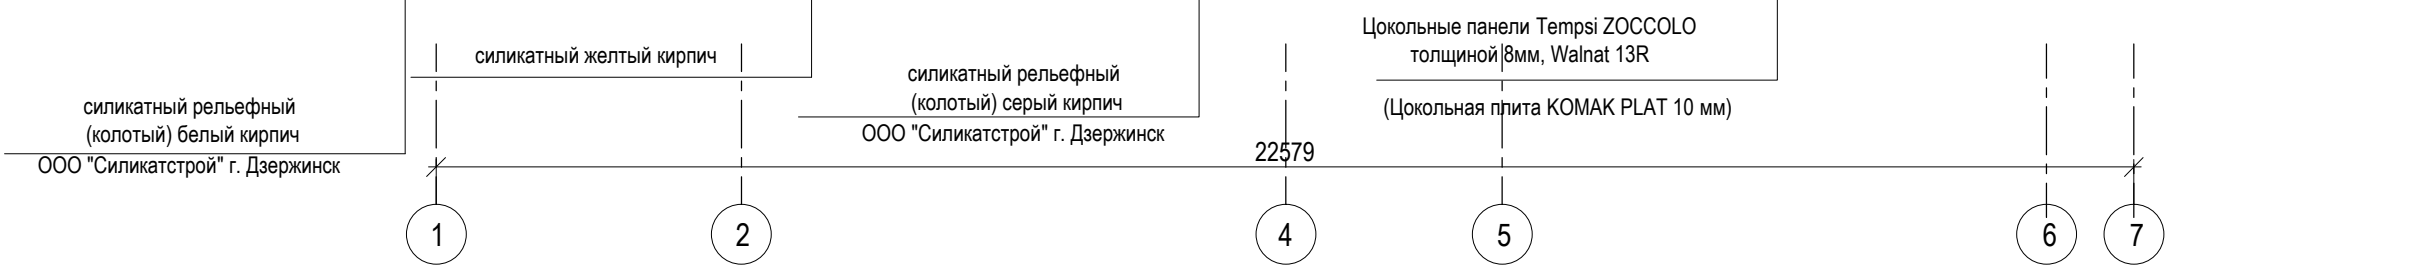 силикатный рельефный
(колотый) белый кирпич
ООО "Силикатстрой" г. Дзержинск
силикатный желтый кирпич
силикатный рельефный
(колотый) серый кирпич
ООО "Силикатстрой" г. Дзержинск
Цокольные панели Tempsi ZOCCOLO
толщиной 8мм, Walnat 13R
(Цокольная плита KOMAK PLAT 10 мм)
22579
1
2
4
5
6
7